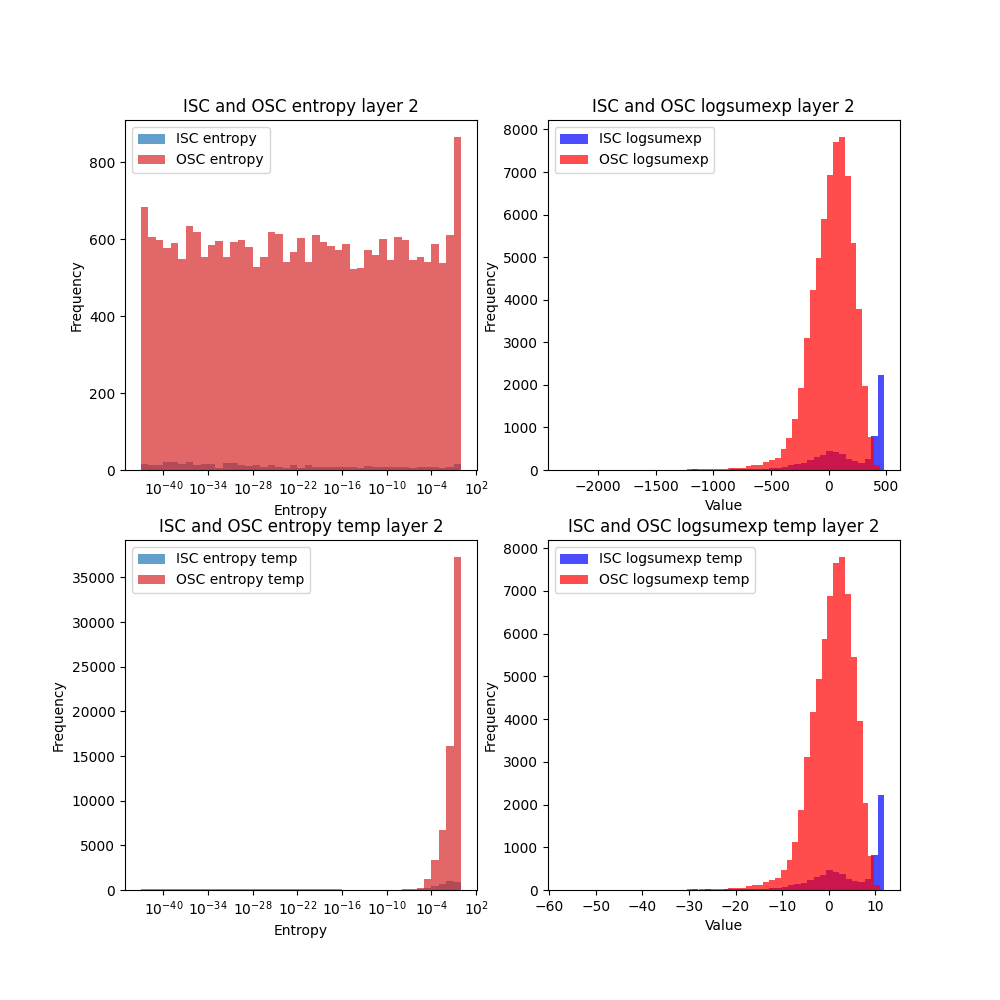 ISC and OSC entropy layer 2
ISC entropy
OSC entropy
Frequency
800
600
400
200
0
10⁻⁴⁰ 10⁻³⁴ 10⁻²⁸ 10⁻²² 10⁻¹⁶ 10⁻¹⁰ 10⁻⁴ 10²
Entropy
ISC and OSC logsumexp layer 2
ISC logsumexp
OSC logsumexp
Frequency
8000
7000
6000
5000
4000
3000
2000
1000
0
−2000 −1500 −1000 −500 0 500
Value
ISC and OSC entropy temp layer 2
ISC entropy temp
OSC entropy temp
Frequency
35000
30000
25000
20000
15000
10000
5000
0
10⁻⁴⁰ 10⁻³⁴ 10⁻²⁸ 10⁻²² 10⁻¹⁶ 10⁻¹⁰ 10⁻⁴ 10²
Entropy
ISC and OSC logsumexp temp layer 2
ISC logsumexp temp
OSC logsumexp temp
Frequency
8000
7000
6000
5000
4000
3000
2000
1000
0
−60 −50 −40 −30 −20 −10 0 10
Value